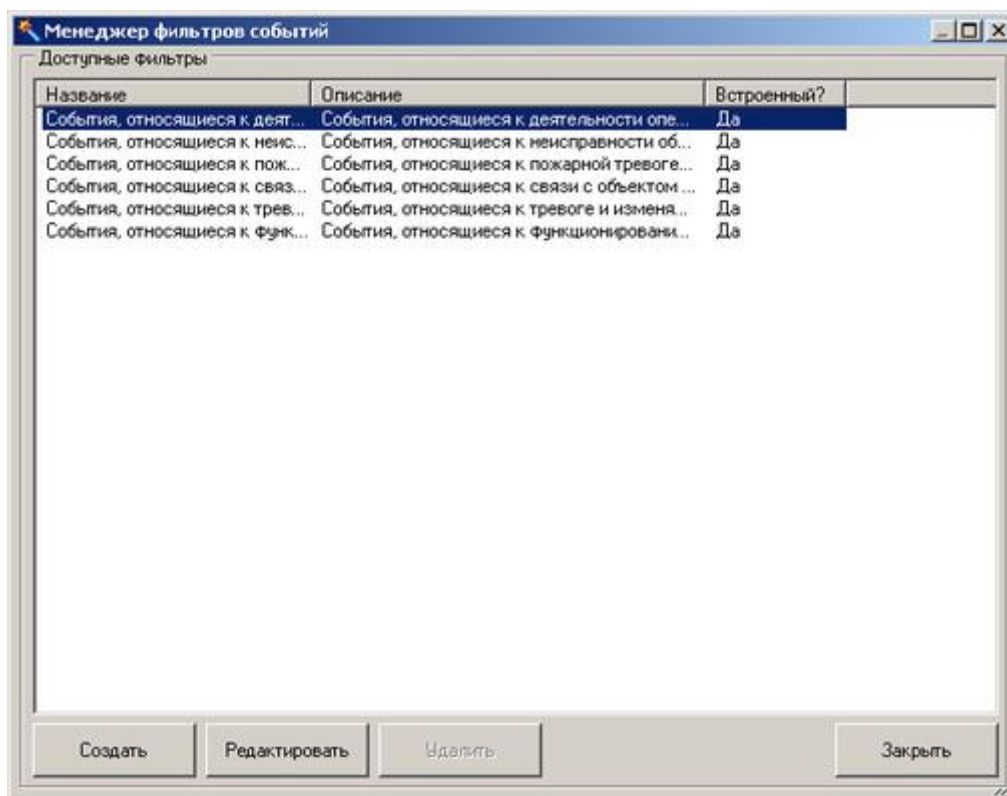 Менеджер фильтров событий
Доступные фильтры
Название Описание Встроенный?
События, относящиеся к деят... События, относящиеся к деятельности опе... Да
События, относящиеся к неис... События, относящиеся к неисправности об... Да
События, относящиеся к пож... События, относящиеся к пожарной тревоге... Да
События, относящиеся к связ... События, относящиеся к связи с объектом ... Да
События, относящиеся к трев... События, относящиеся к тревоге и изменя... Да
События, относящиеся к функ... События, относящиеся к функционировани... Да
Создать Редактировать Удалить Закрыть